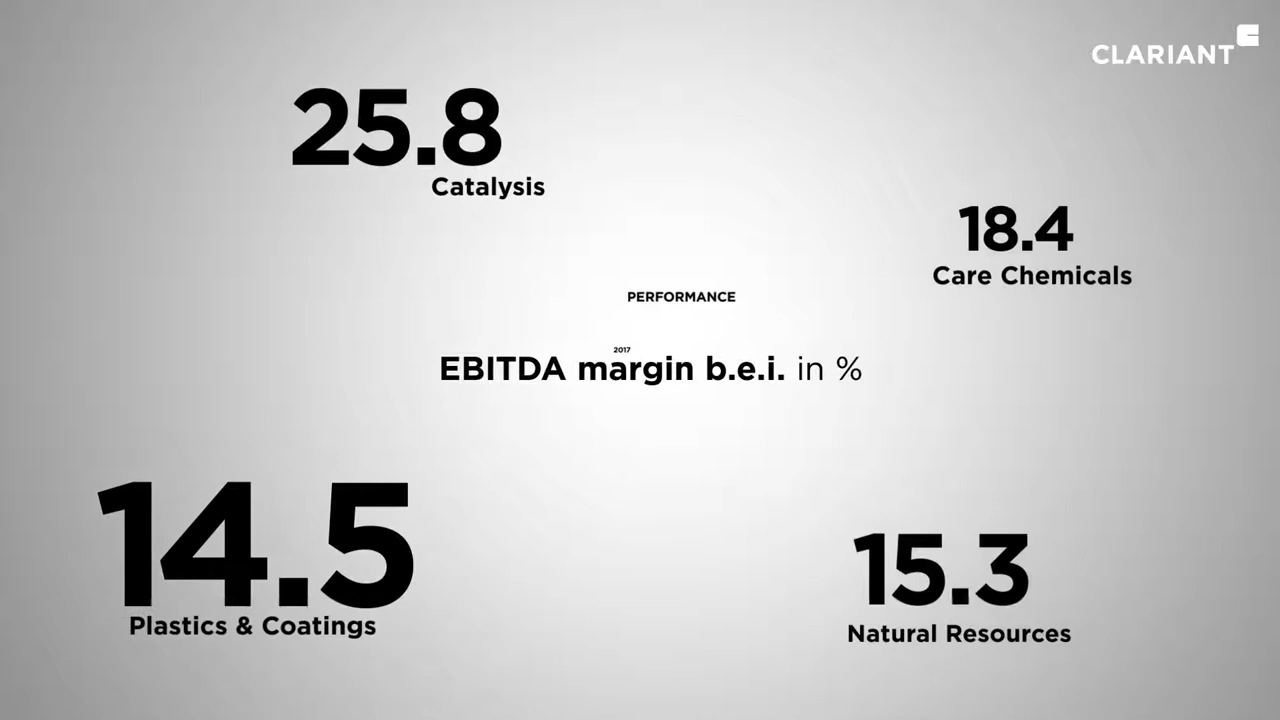 CLARIANT
25.8
Catalysis
18.4
Care Chemicals
PERFORMANCE
2017
EBITDA margin b.e.i. in %
14.5
Plastics & Coatings
15.3
Natural Resources